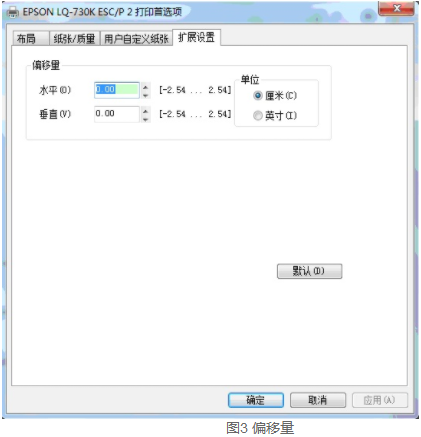 EPSON LQ-730K ESC/P 2 打印首选项
布局 纸张/质量 用户自定义纸张 扩展设置
偏移量
水平(O) 0.00 [-2.54 ... 2.54]
垂直(V) 0.00 [-2.54 ... 2.54]
单位
厘米(C)
英寸(I)
默认(D)
确定 取消 应用(A)
图3 偏移量